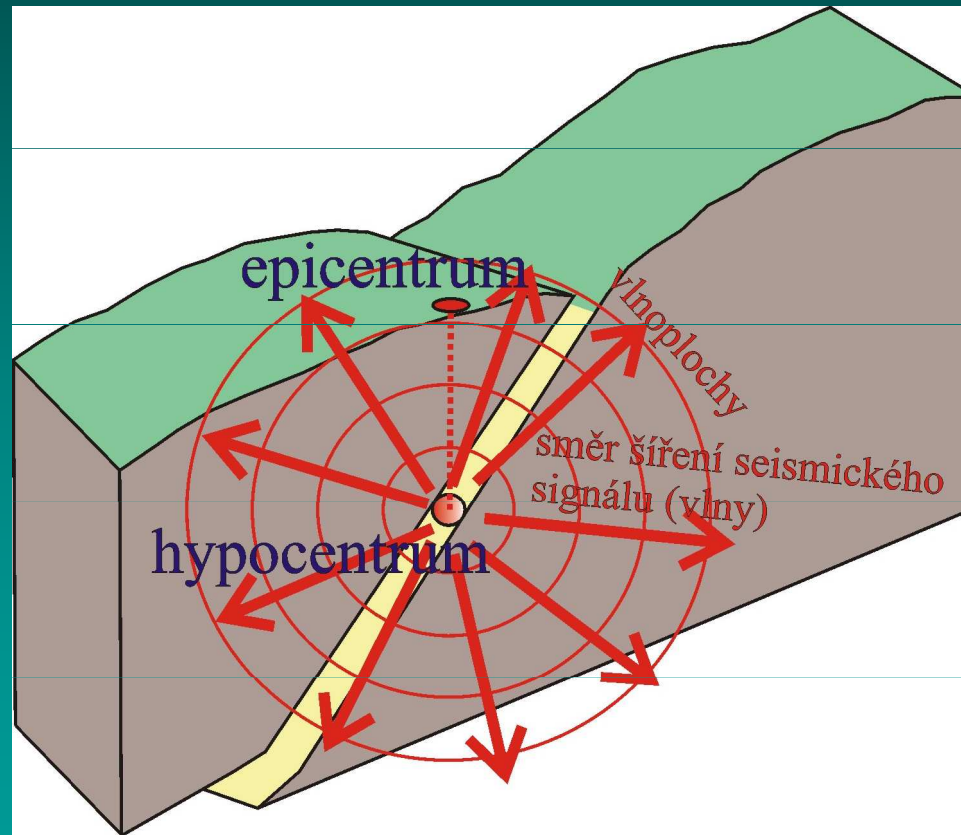 epicentrum
vlnoplochy
směr šíření seismického
signálu (vlny)
hypocentrum